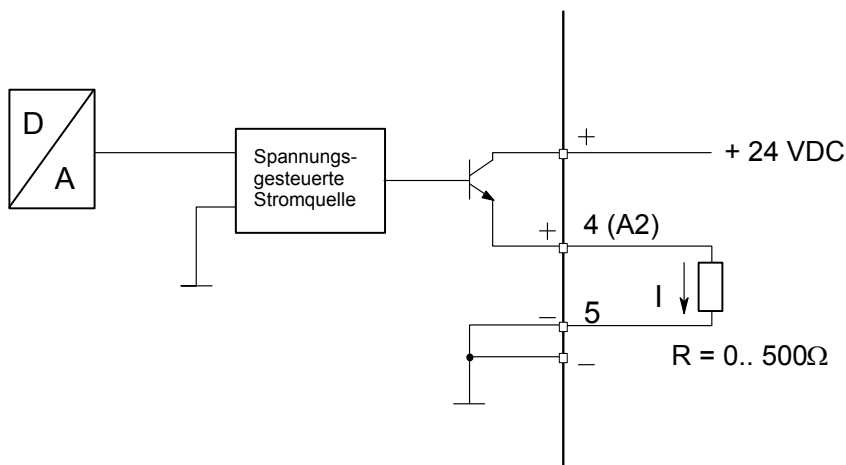 D
A
Spannungs-
gesteuerte
Stromquelle
+
+ 24 VDC
+
4 (A2)
I
−
5
−
R = 0.. 500Ω